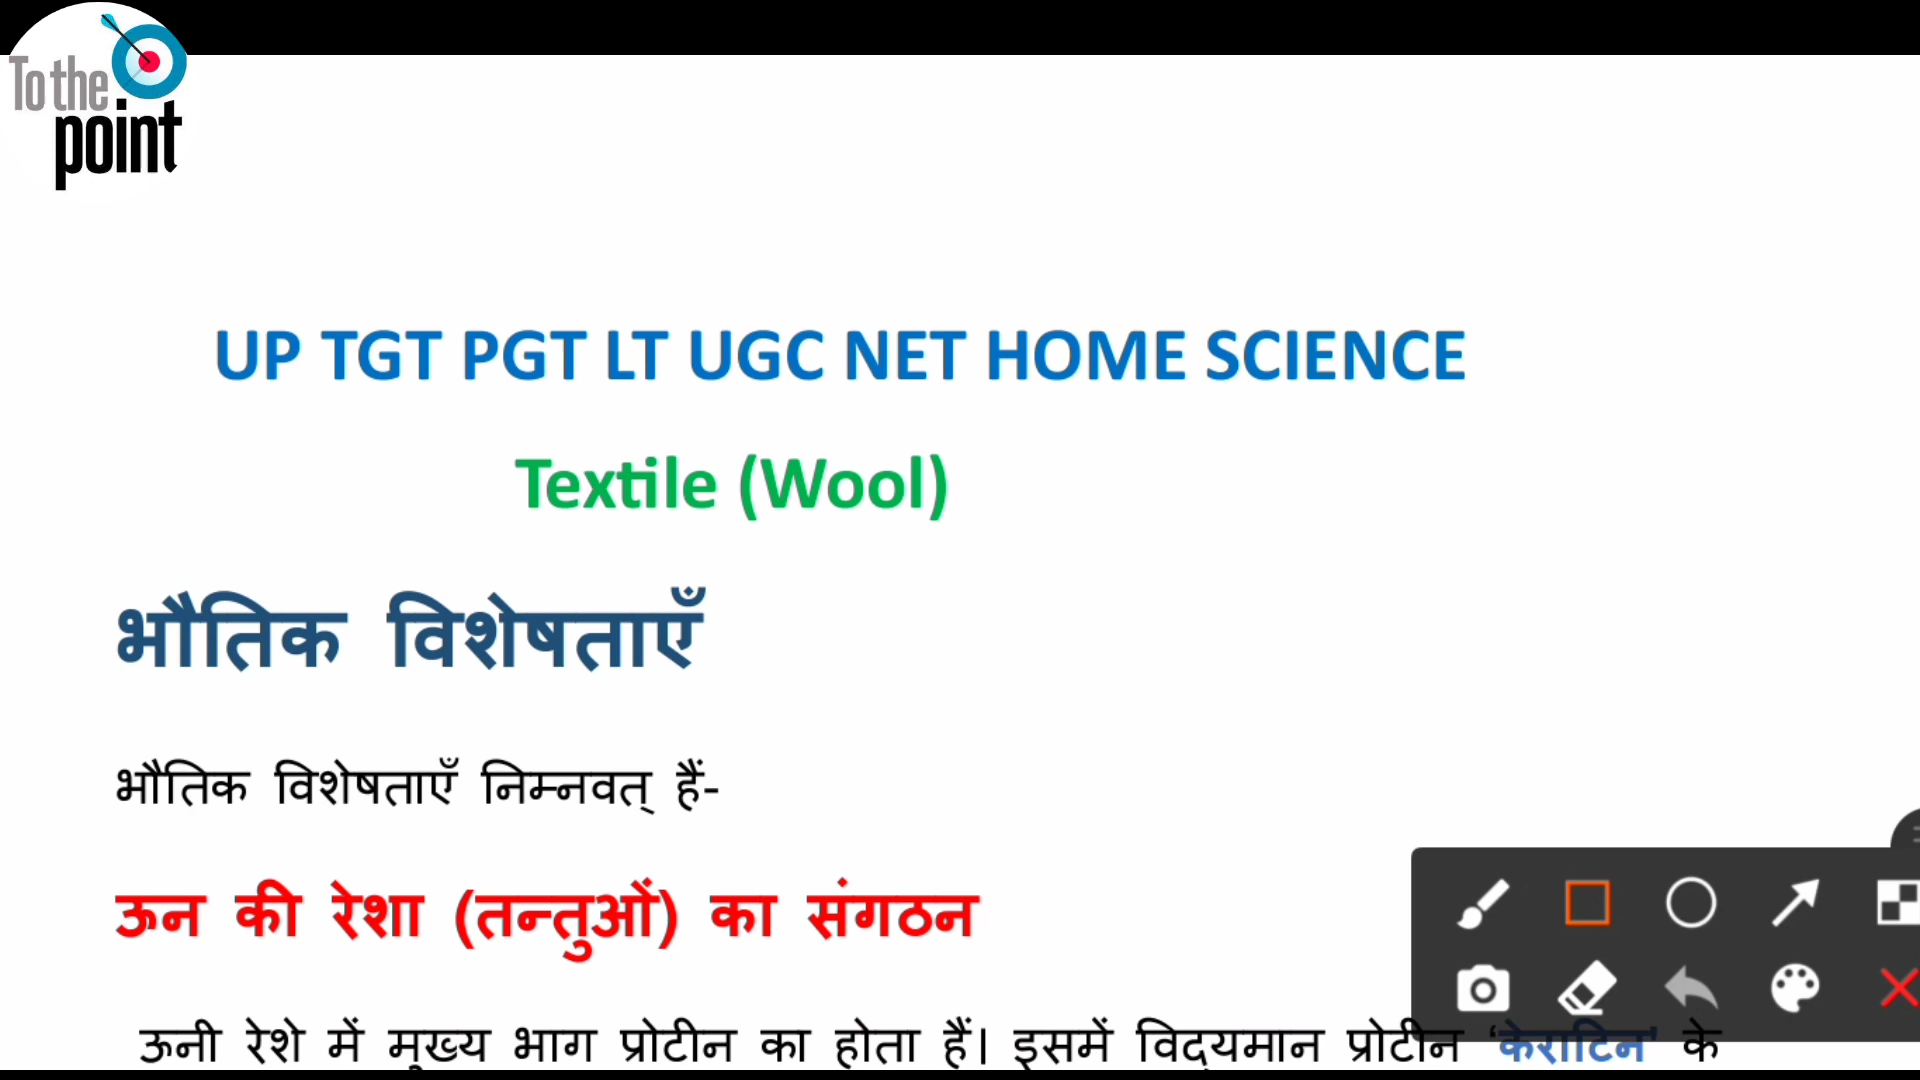 To the
point
UP TGT PGT LT UGC NET HOME SCIENCE
Textile (Wool)
भौतिक विशेषताएँ
भौतिक विशेषताएँ निम्नवत् हैं-
ऊन की रेशा (तन्तुओं) का संगठन
ऊनी रेशे में मुख्य भाग प्रोटीन का होता हैं। इसमें विद्यमान प्रोटीन ‘केराटिन’ के